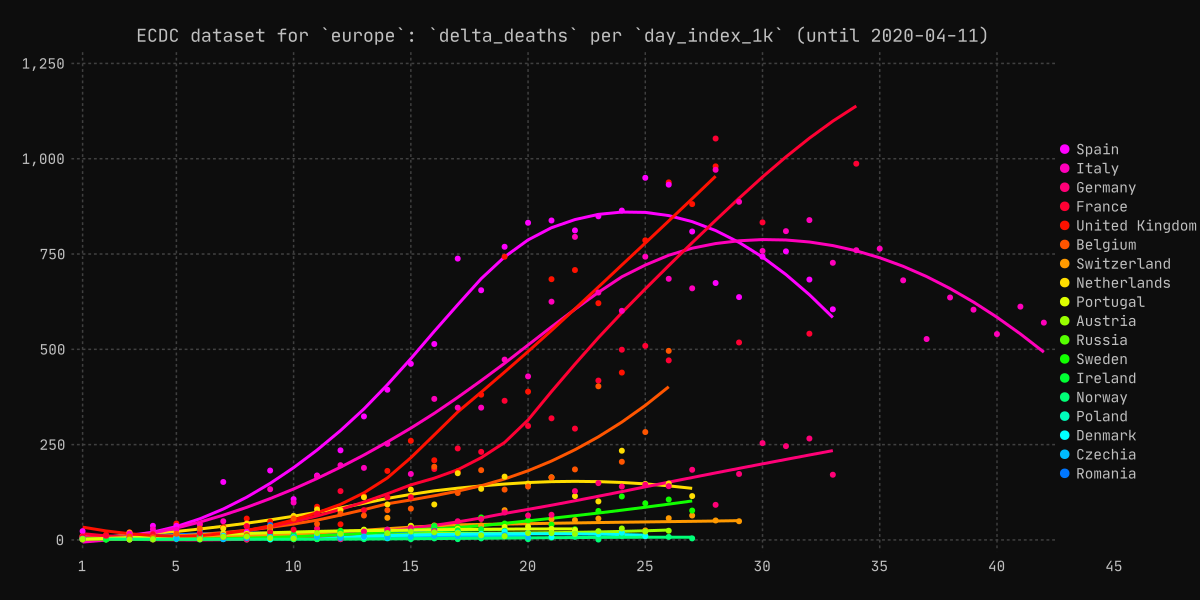 ECDC dataset for `europe`: `delta_deaths` per `day_index_1k` (until 2020-04-11)
1,250
1,000
750
500
250
0
1 5 10 15 20 25 30 35 40 45
Spain
Italy
Germany
France
United Kingdom
Belgium
Switzerland
Netherlands
Portugal
Austria
Russia
Sweden
Ireland
Norway
Poland
Denmark
Czechia
Romania